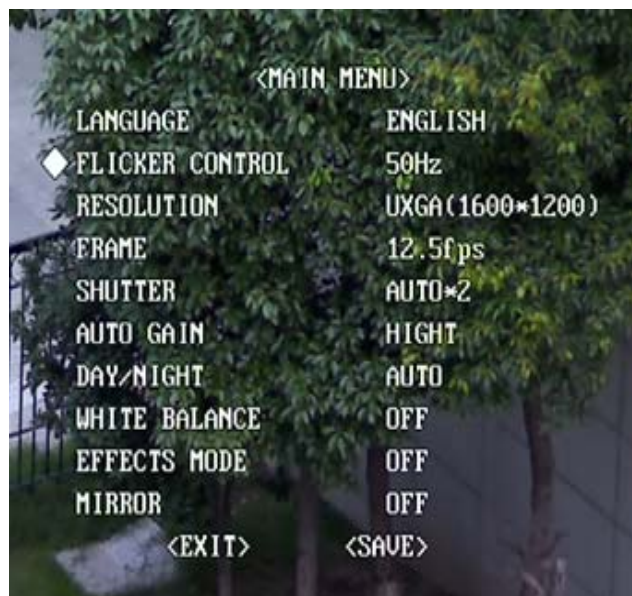 <MAIN MENU>
LANGUAGE ENGLISH
FLICKER CONTROL 50Hz
RESOLUTION UXGA(1600*1200)
FRAME 12.5fps
SHUTTER AUTO*2
AUTO GAIN HIGHT
DAY/NIGHT AUTO
WHITE BALANCE OFF
EFFECTS MODE OFF
MIRROR OFF
<EXIT> <SAVE>